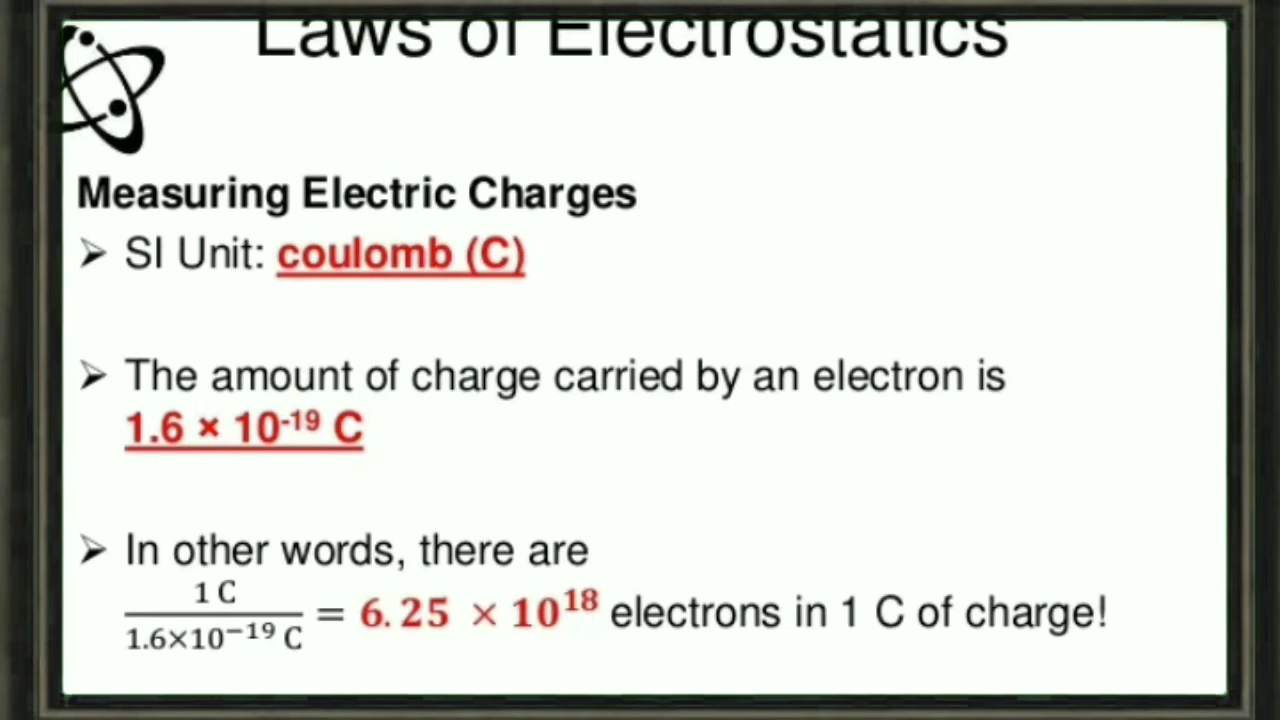 Laws of Electrostatics
Measuring Electric Charges
➢ SI Unit: coulomb (C)
➢ The amount of charge carried by an electron is
1.6 × 10⁻¹⁹ C
➢ In other words, there are
1 C / 1.6×10⁻¹⁹ C = 6.25 × 10¹⁸ electrons in 1 C of charge!